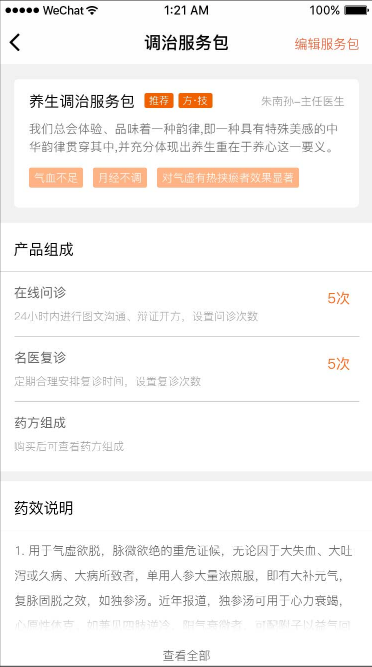 WeChat 1:21 AM 100%
调治服务包 编辑服务包
养生调治服务包 推荐 方·技 朱南孙—主任医生
我们总会体验、品味着一种韵律,即一种具有特殊美感的中
华韵律贯穿其中,并充分体现出养生重在于养心这一要义。
气血不足 月经不调 对气虚有热挟瘀者效果显著
产品组成
在线问诊 5次
24小时内进行图文沟通、辩证开方，设置问诊次数
名医复诊 5次
定期合理安排复诊时间，设置复诊次数
药方组成
购买后可查看药方组成
药效说明
1. 用于气虚欲脱，脉微欲绝的重危证候，无论因于大失血、大吐
泻或久病、大病所致者，单用人参大量浓煎服，即有大补元气，
复脉固脱之效，如独参汤。近年报道，独参汤可用于心力衰竭，
查看全部